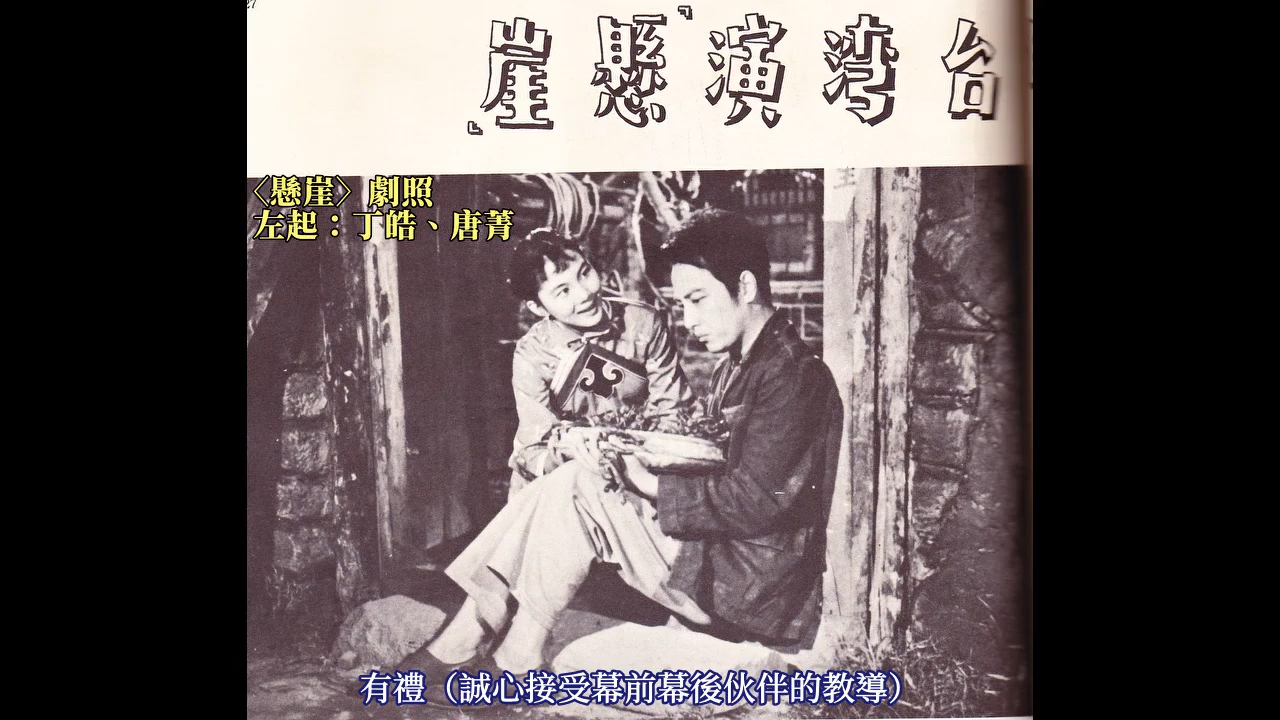 台湾演「懸崖」
〈懸崖〉劇照
左起：丁皓、唐菁
有禮（誠心接受幕前幕後伙伴的教導）